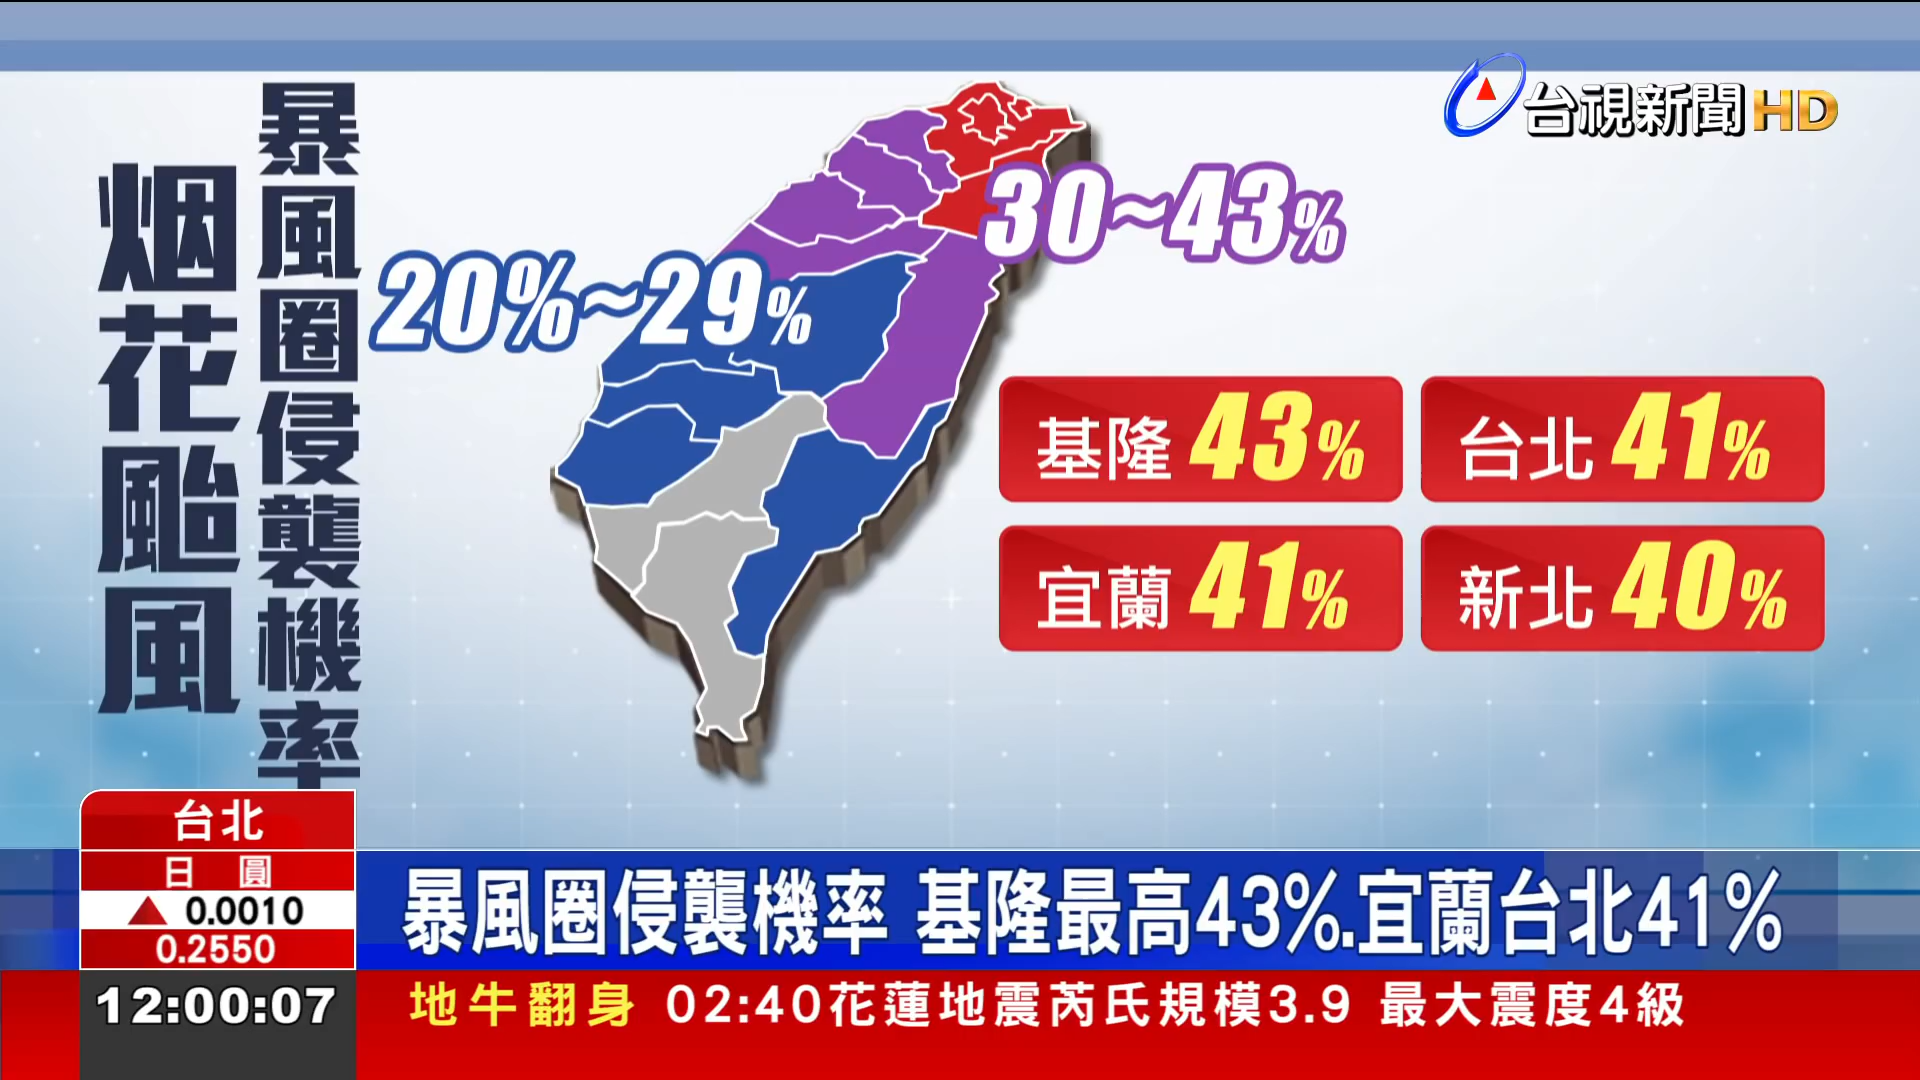 台視新聞HD
烟花颱風
暴風圈侵襲機率
30~43%
20%~29%
基隆 43%
台北 41%
宜蘭 41%
新北 40%
台北
日圓
▲ 0.0010
0.2550
暴風圈侵襲機率 基隆最高43%.宜蘭台北41%
12:00:07
地牛翻身 02:40花蓮地震芮氏規模3.9 最大震度4級